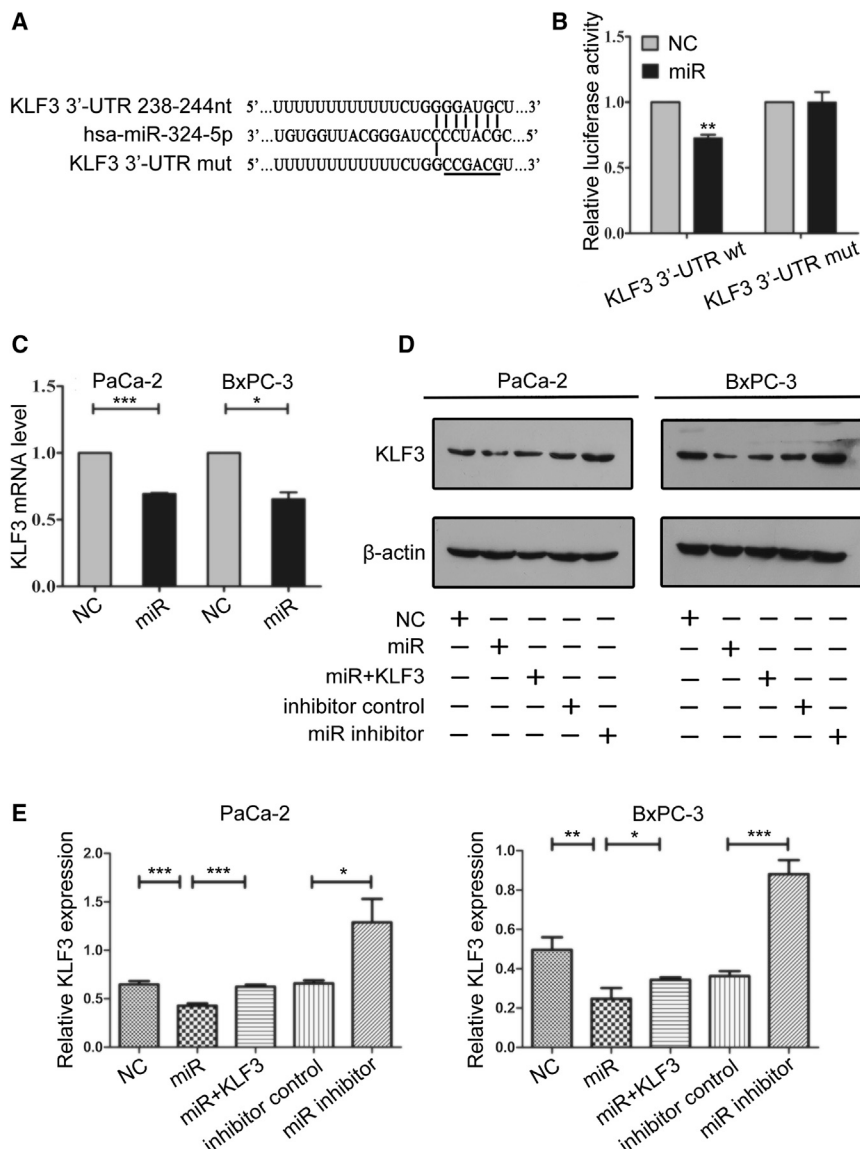 A
KLF3 3'-UTR 238-244nt 5'...UUUUUUUUUUUUUCUGGGGAUGCU...3'
hsa-miR-324-5p 3'...UGUGGUUACGGGAUCCCCUACGC...5'
KLF3 3'-UTR mut 5'...UUUUUUUUUUUUUCUGGCCGACGU...3'
B
Relative luciferase activity
1.5
1.0
0.5
0.0
NC
miR
**
KLF3 3'-UTR wt
KLF3 3'-UTR mut
C
KLF3 mRNA level
1.5
1.0
0.5
0.0
PaCa-2 BxPC-3
*** *
NC miR NC miR
D
PaCa-2 BxPC-3
KLF3
β-actin
NC + − − − − + − − − −
miR − + − − − − + − − −
miR+KLF3 − − + − − − − + − −
inhibitor control − − − + − − − − + −
miR inhibitor − − − − + − − − − +
E
PaCa-2
Relative KLF3 expression
2.0
1.5
1.0
0.5
0.0
*** *** *
NC miR miR+KLF3 inhibitor control miR inhibitor
BxPC-3
Relative KLF3 expression
1.0
0.8
0.6
0.4
0.2
0.0
** * ***
NC miR miR+KLF3 inhibitor control miR inhibitor